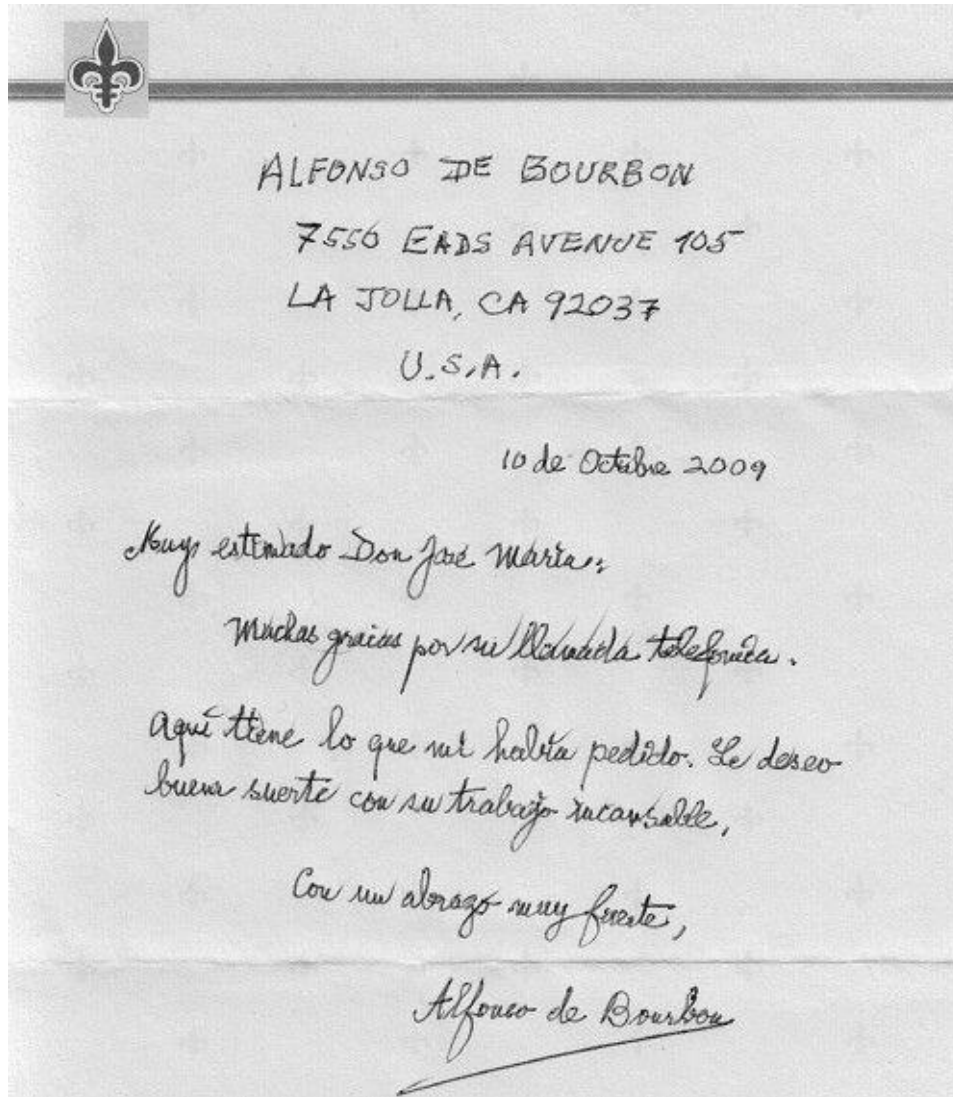 ALFONSO DE BOURBON
7556 EADS AVENUE 105
LA JOLLA, CA 92037
U.S.A.
10 de Octubre 2009
Muy estimado Don José María:
Muchas gracias por su llamada telefónica.
Aquí tiene lo que me había pedido. Le deseo
buena suerte con su trabajo incansable,
Con un abrazo muy fuerte,
Alfonso de Bourbon